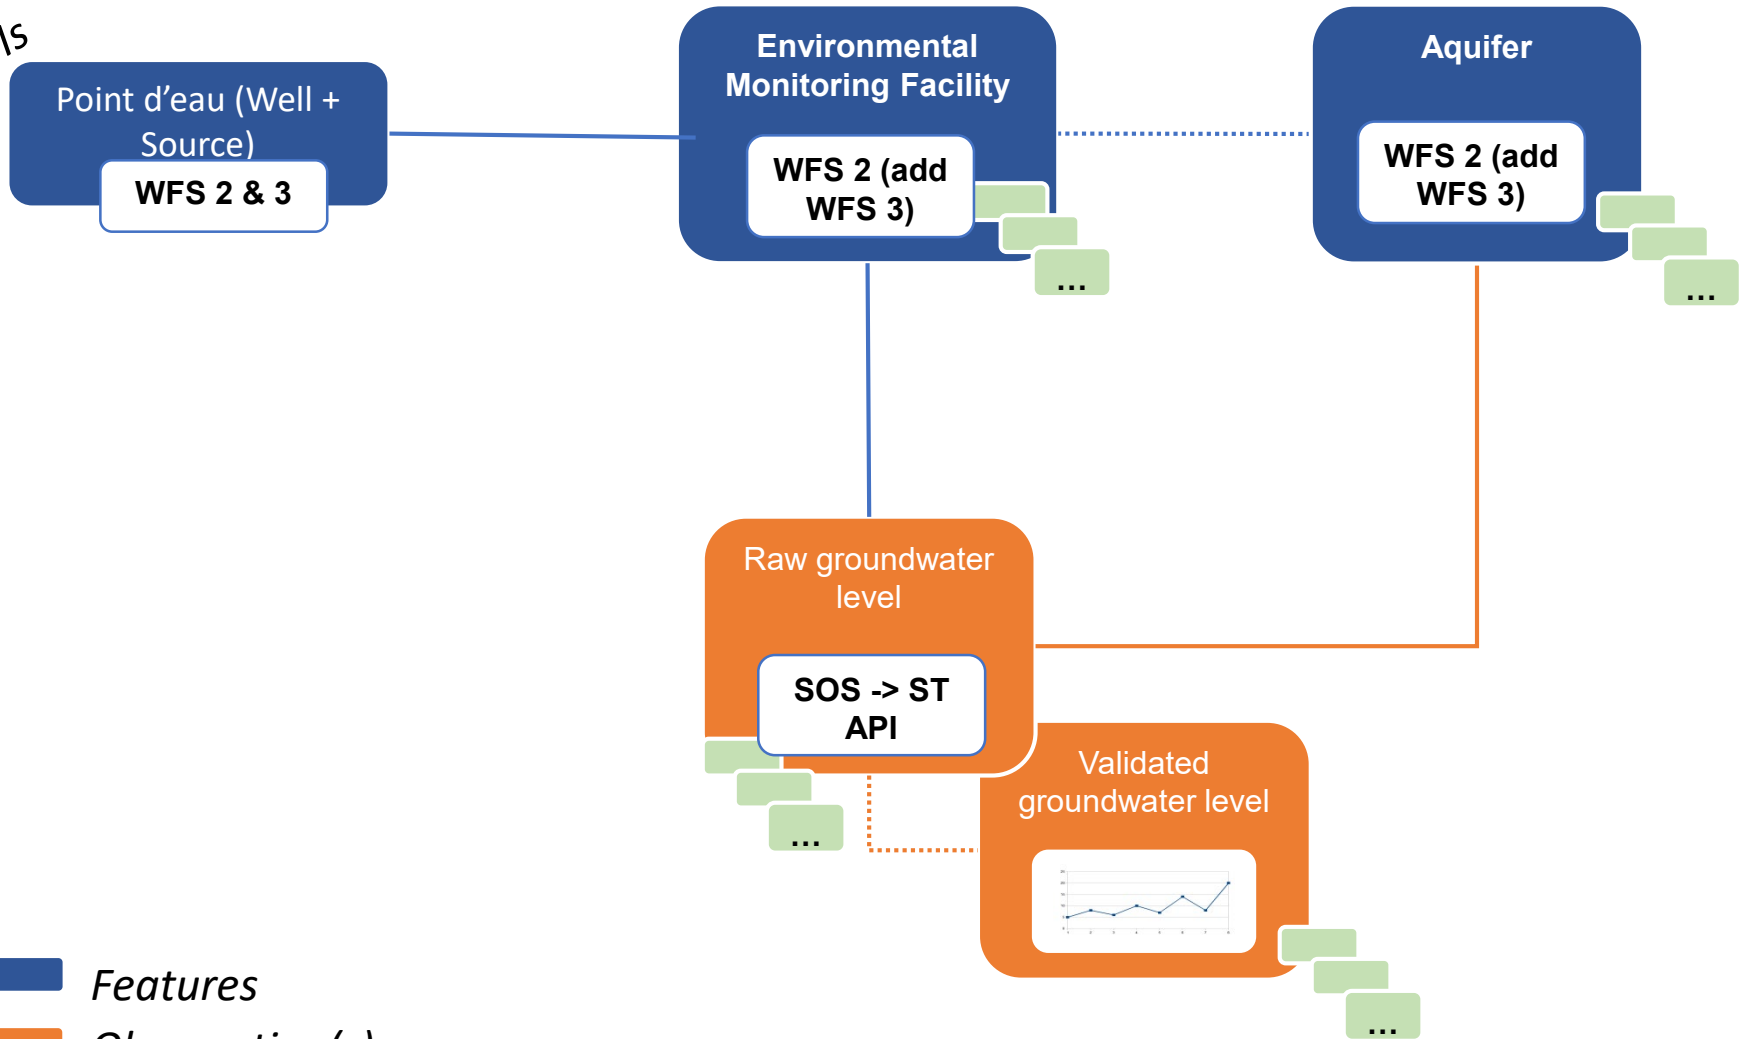 ls
Environmental
Monitoring Facility
Aquifer
Point d'eau (Well +
Source)
WFS 2 & 3
WFS 2 (add
WFS 3)
WFS 2 (add
WFS 3)
...
...
Raw groundwater
level
SOS -> ST
API
...
Validated
groundwater level
...
Features